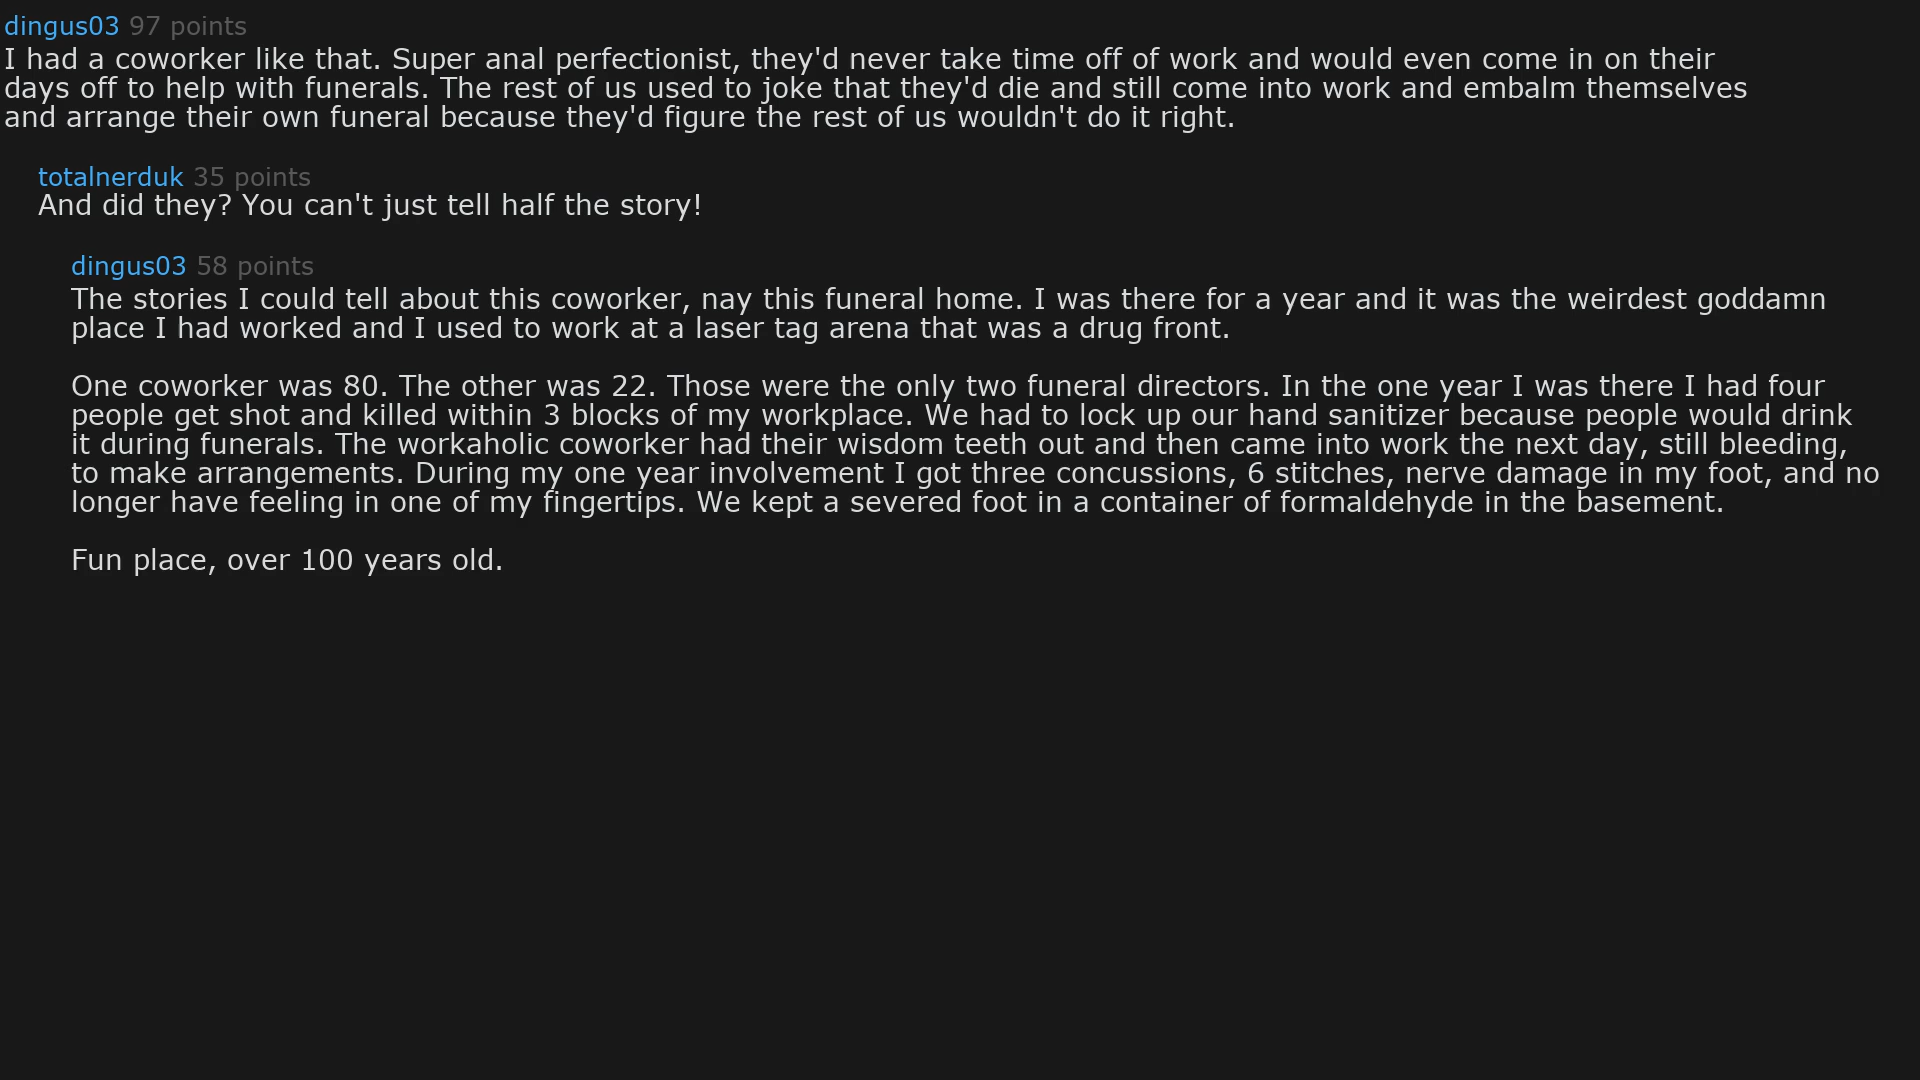 dingus03 97 points
I had a coworker like that. Super anal perfectionist, they'd never take time off of work and would even come in on their
days off to help with funerals. The rest of us used to joke that they'd die and still come into work and embalm themselves
and arrange their own funeral because they'd figure the rest of us wouldn't do it right.
totalnerduk 35 points
And did they? You can't just tell half the story!
dingus03 58 points
The stories I could tell about this coworker, nay this funeral home. I was there for a year and it was the weirdest goddamn
place I had worked and I used to work at a laser tag arena that was a drug front.
One coworker was 80. The other was 22. Those were the only two funeral directors. In the one year I was there I had four
people get shot and killed within 3 blocks of my workplace. We had to lock up our hand sanitizer because people would drink
it during funerals. The workaholic coworker had their wisdom teeth out and then came into work the next day, still bleeding,
to make arrangements. During my one year involvement I got three concussions, 6 stitches, nerve damage in my foot, and no
longer have feeling in one of my fingertips. We kept a severed foot in a container of formaldehyde in the basement.
Fun place, over 100 years old.